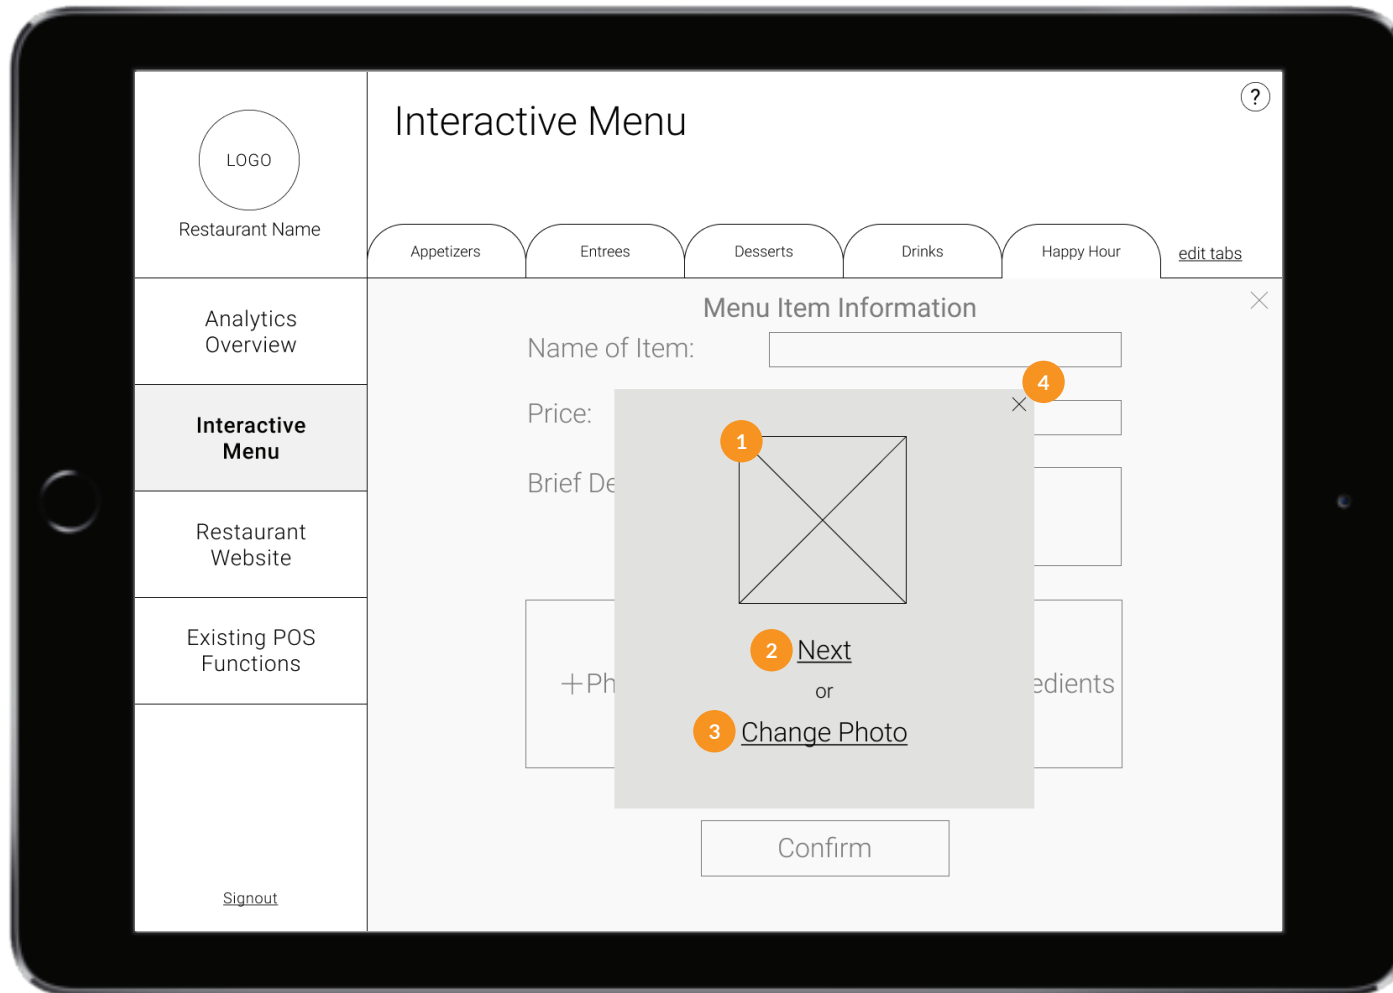 LOGO
Restaurant Name
Analytics
Overview
Interactive
Menu
Restaurant
Website
Existing POS
Functions
Signout
Interactive Menu
?
Appetizers
Entrees
Desserts
Drinks
Happy Hour
edit tabs
Menu Item Information
Name of Item:
4
Price:
1
Brief De
2 Next
or
+Ph
edients
3 Change Photo
Confirm